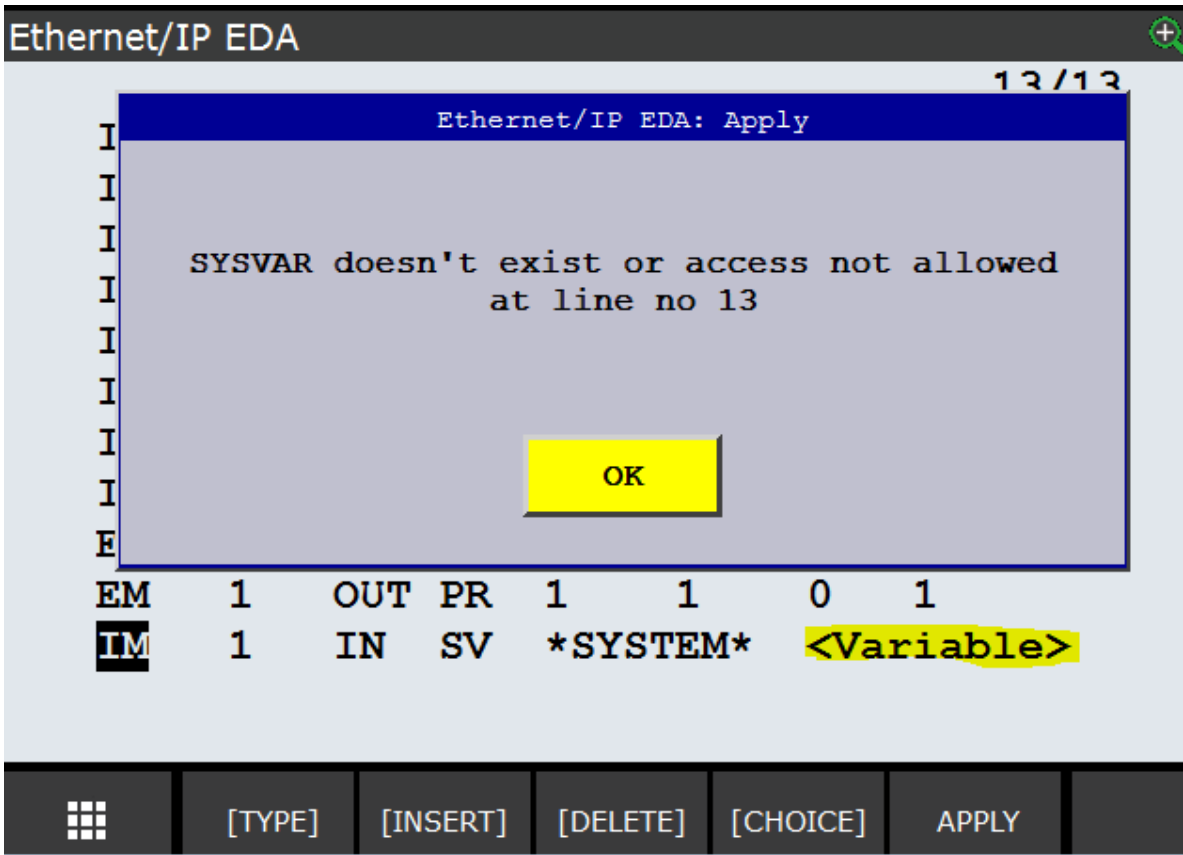 Ethernet/IP EDA
13/13
Ethernet/IP EDA: Apply
I
I
I
SYSVAR doesn't exist or access not allowed
I
at line no 13
I
I
I
OK
I
E
EM 1 OUT PR 1 1 0 1
IM 1 IN SV *SYSTEM* <Variable>
[TYPE] [INSERT] [DELETE] [CHOICE] APPLY